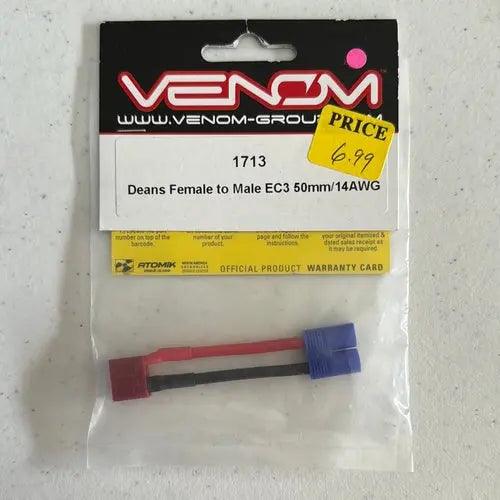 VENOM
WWW.VENOM-GROUP
PRICE
6.99
1713
Deans Female to Male EC3 50mm/14AWG
number on top of the
barcode.
number of your
product.
page and follow the
instructions.
your original itemized &
dated sales receipt as
it may be required.
ATOMIK
OFFICIAL PRODUCT WARRANTY CARD